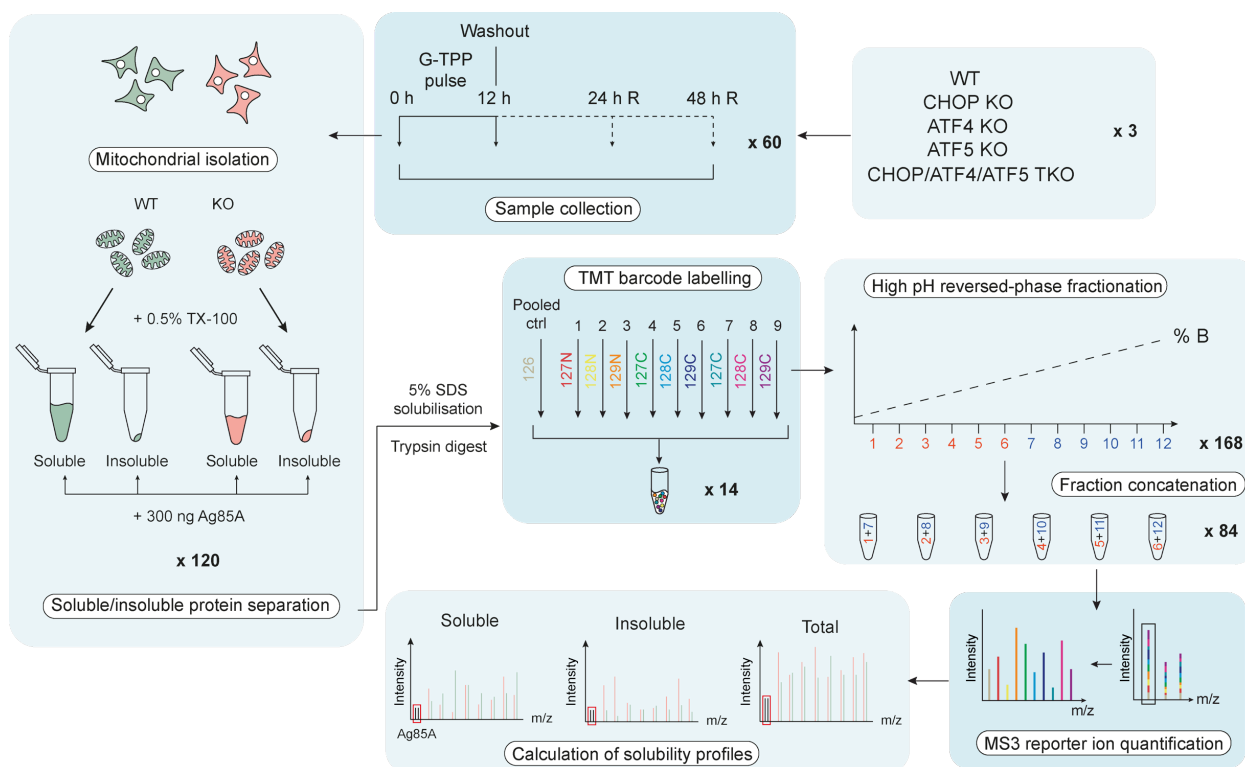 WT
CHOP KO
ATF4 KO
ATF5 KO
CHOP/ATF4/ATF5 TKO
x 3
Washout
G-TPP
pulse
0 h
12 h
24 h R
48 h R
x 60
Sample collection
Mitochondrial isolation
WT
KO
+ 0.5% TX-100
Soluble
Insoluble
Soluble
Insoluble
+ 300 ng Ag85A
x 120
Soluble/insoluble protein separation
5% SDS
solubilisation
Trypsin digest
TMT barcode labelling
Pooled
ctrl
1 2 3 4 5 6 7 8 9
126 127N 128N 129N 127C 128C 129C 127C 128C 129C
x 14
High pH reversed-phase fractionation
% B
1 2 3 4 5 6 7 8 9 10 11 12
x 168
Fraction concatenation
1+7 2+8 3+9 4+10 5+11 6+12
x 84
Intensity
m/z
Intensity
m/z
MS3 reporter ion quantification
Soluble
Intensity
m/z
Ag85A
Insoluble
Intensity
m/z
Total
Intensity
m/z
Calculation of solubility profiles